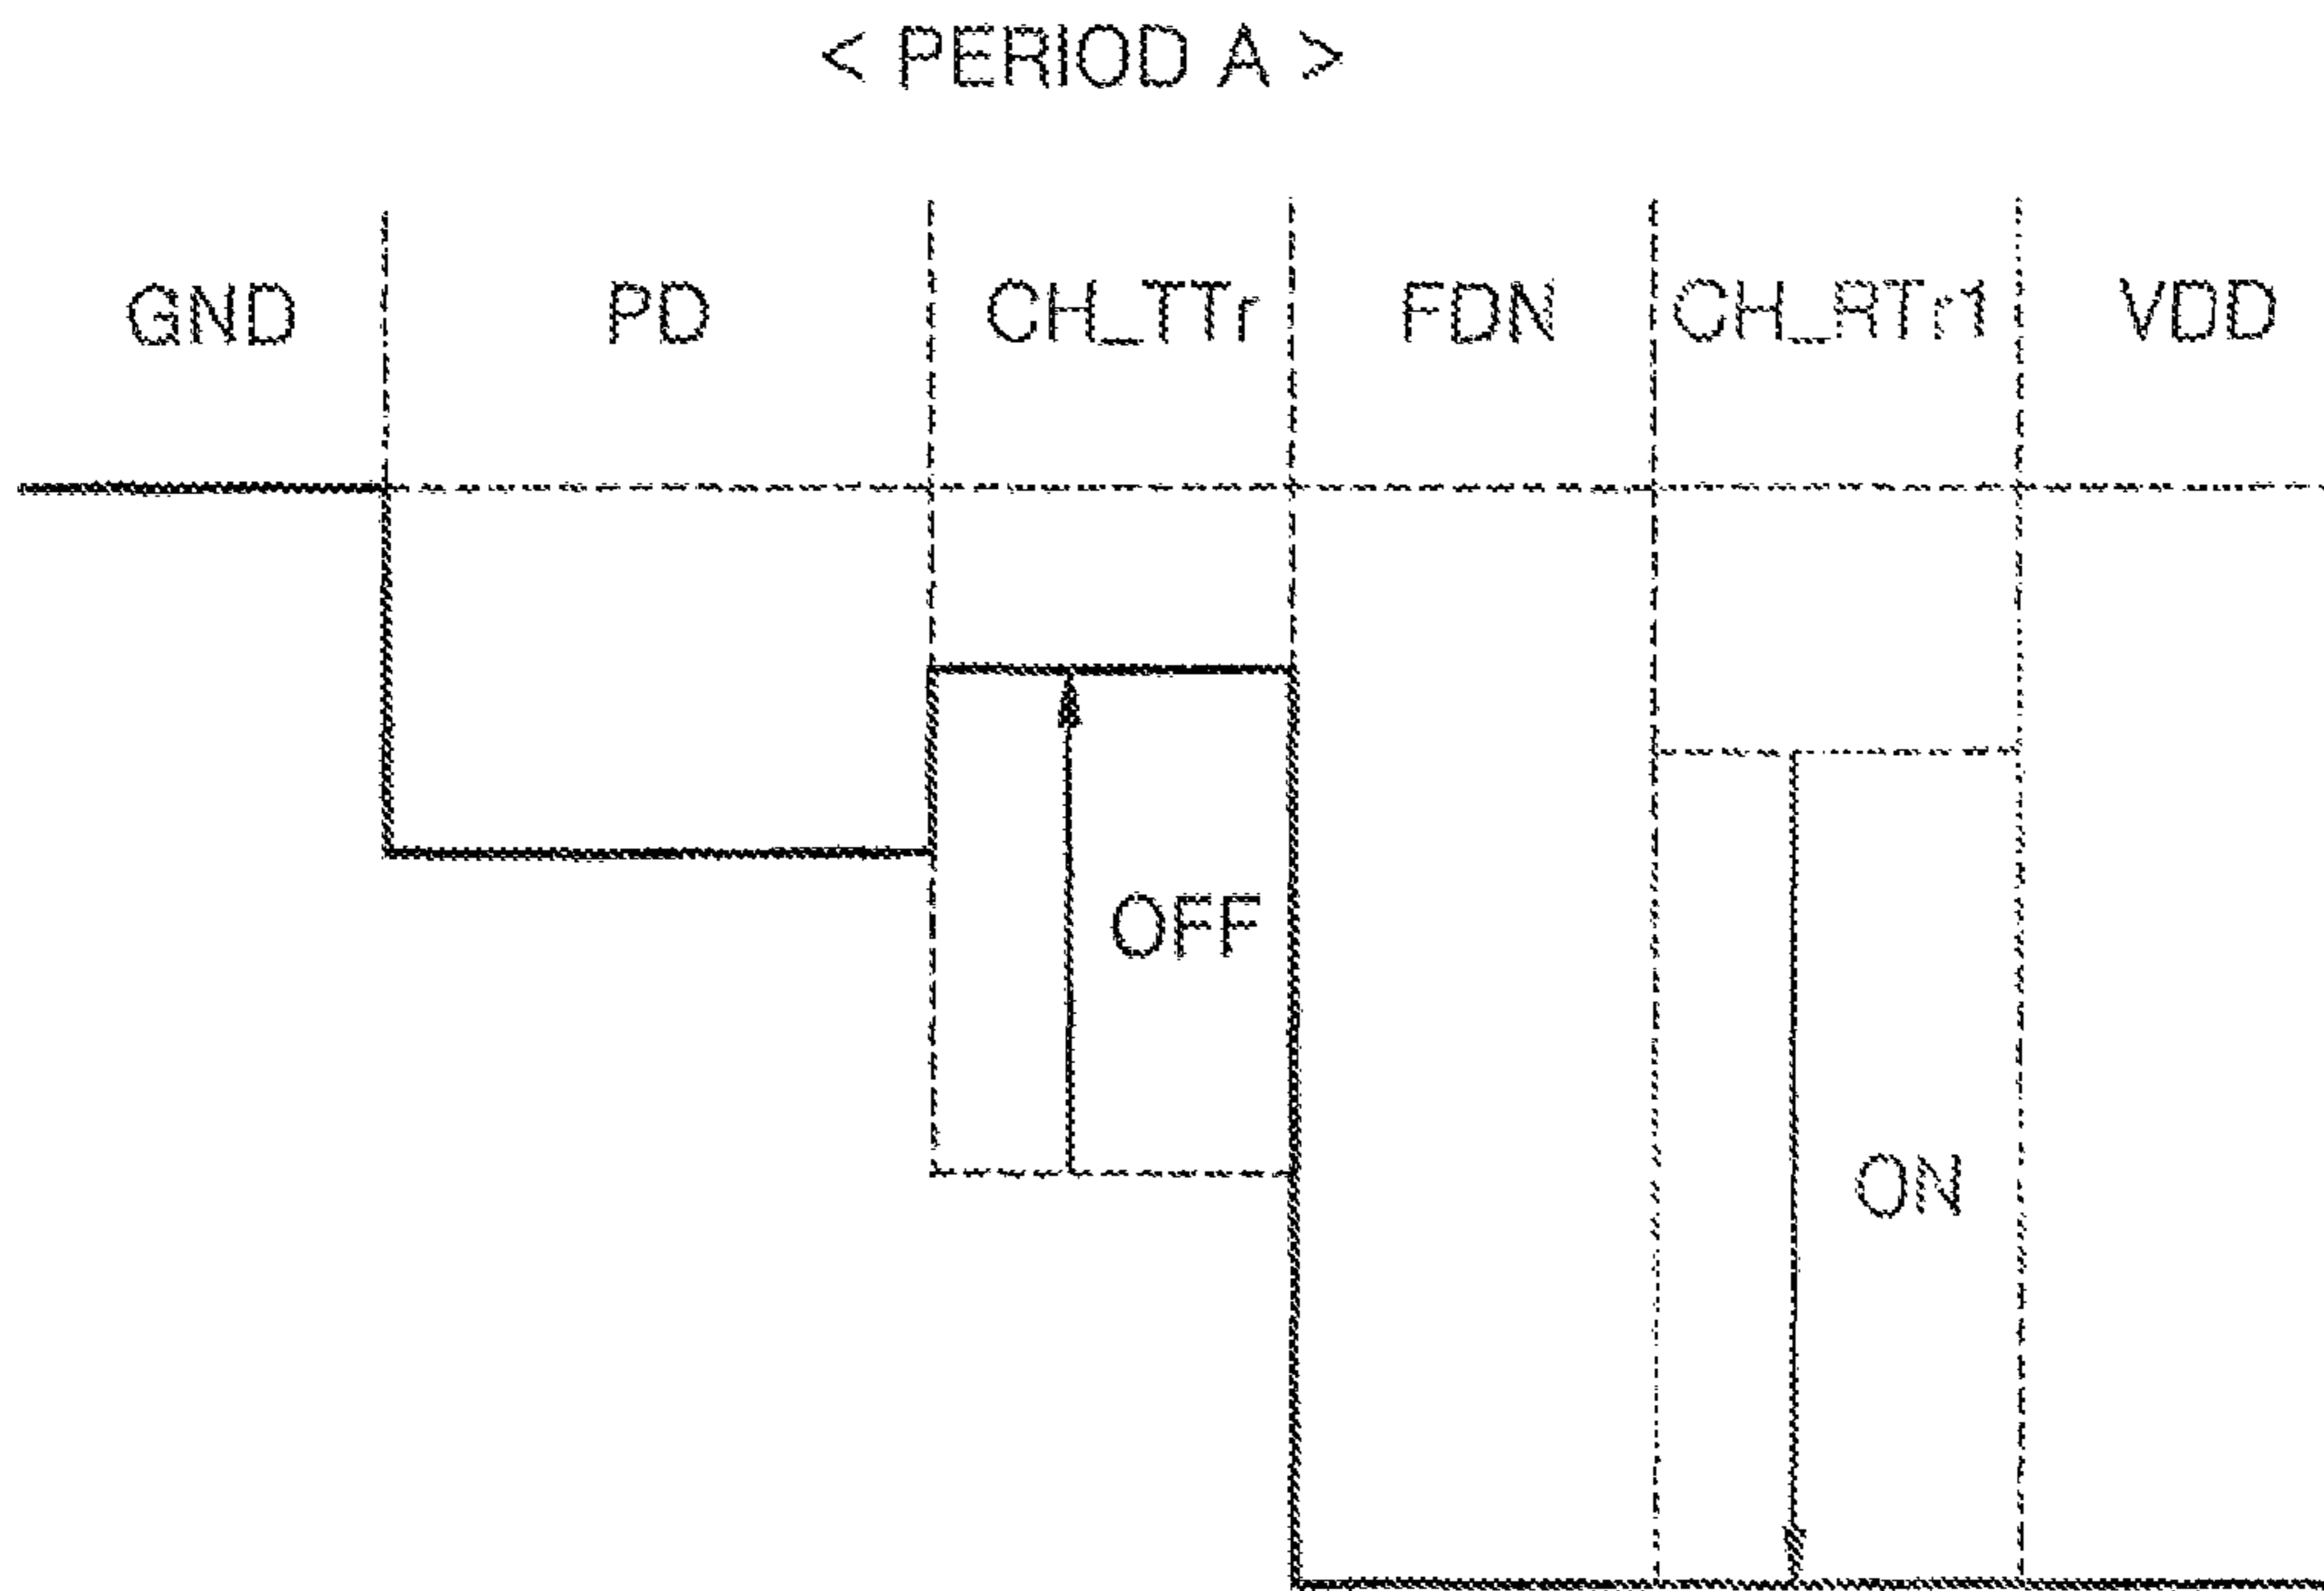 < PERIOD A >
GND PD CH_TTr FDN CH_RTr1 VDD
OFF
ON